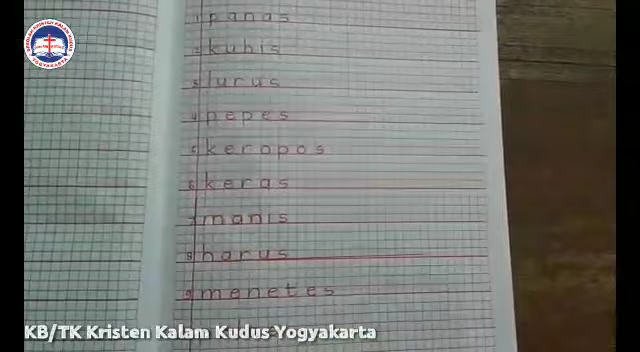 1 panas
2 kubis
3 lurus
4 pepes
5 keropos
6 keras
7 manis
8 harus
9 menetes
KB/TK Kristen Kalam Kudus Yogyakarta
YOGYAKARTA